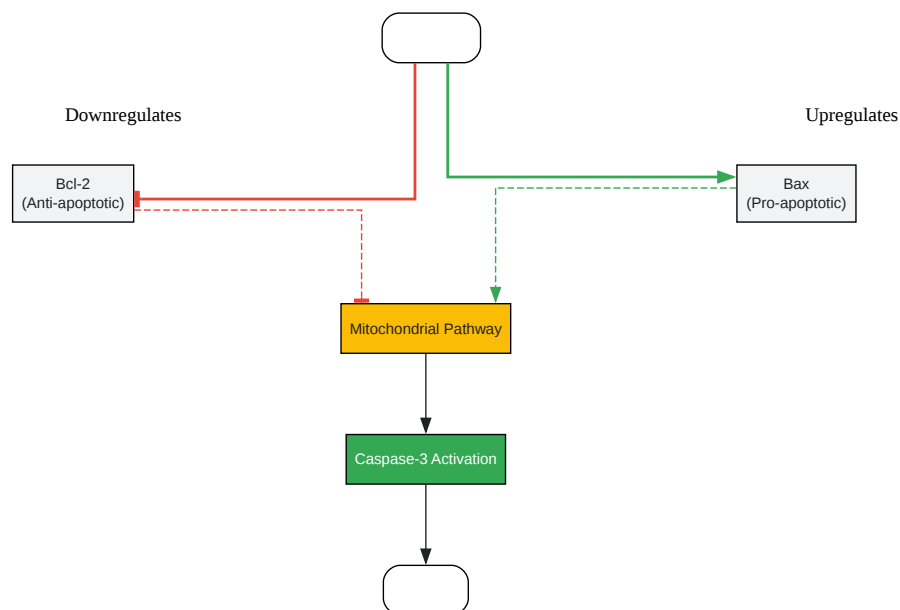 Downregulates
Upregulates
Bcl-2
(Anti-apoptotic)
Bax
(Pro-apoptotic)
Mitochondrial Pathway
Caspase-3 Activation